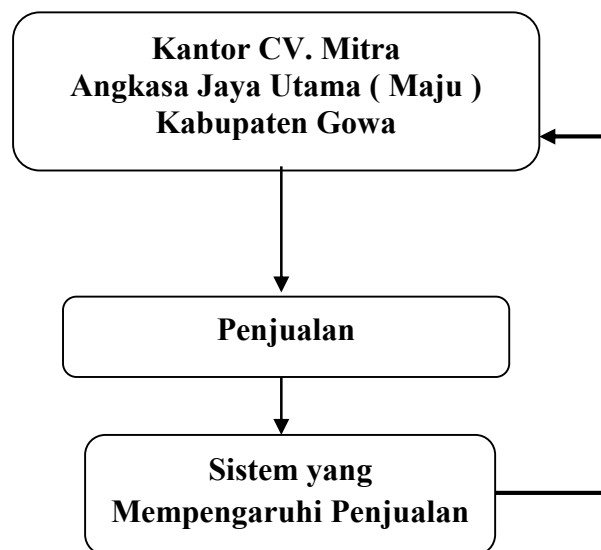 Kantor CV. Mitra
Angkasa Jaya Utama ( Maju )
Kabupaten Gowa
Penjualan
Sistem yang
Mempengaruhi Penjualan